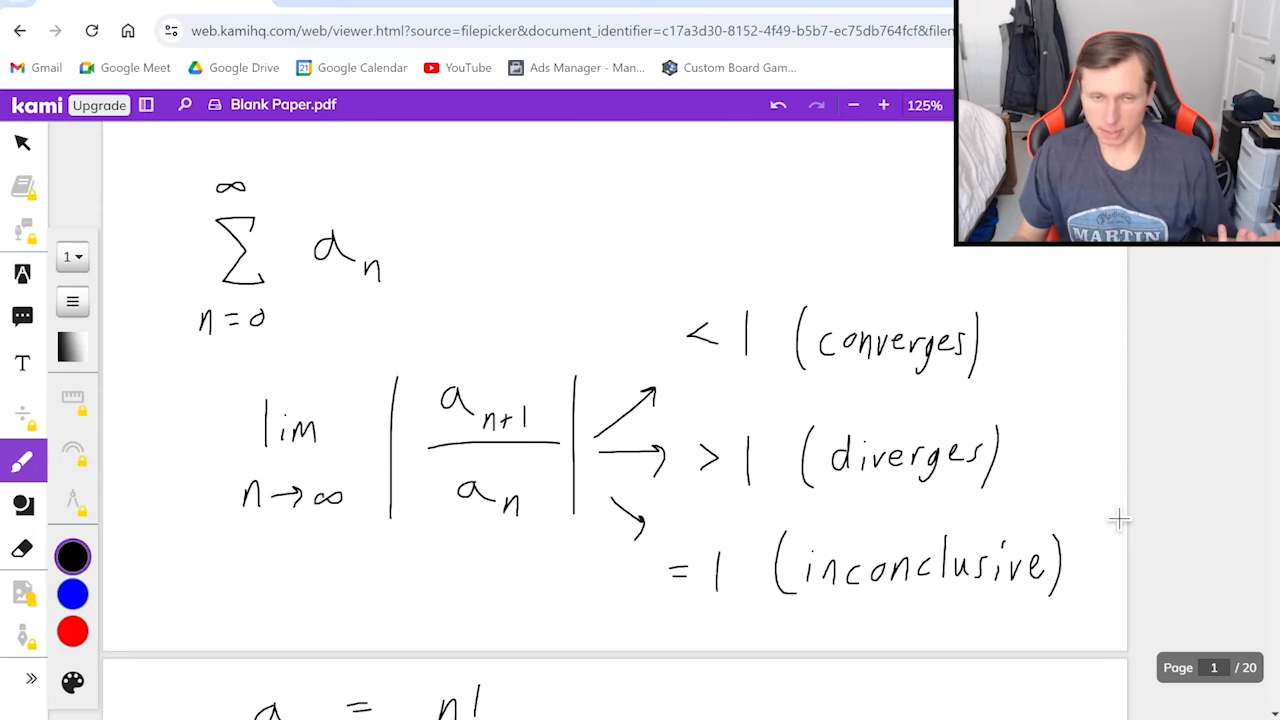 web.kamihq.com/web/viewer.html?source=filepicker&document_identifier=c17a3d30-8152-4f49-b5b7-ec75db764fcf&filen
Gmail Google Meet Google Drive 21 Google Calendar YouTube Ads Manager - Man... Custom Board Gam...
kami Upgrade Blank Paper.pdf 125%
MARTIN
∞
∑ aₙ
n = 0
< 1 (converges)
lim | aₙ₊₁ / aₙ |
n → ∞
> 1 (diverges)
= 1 (inconclusive)
1
A
T
Page 1 / 20
a = n!